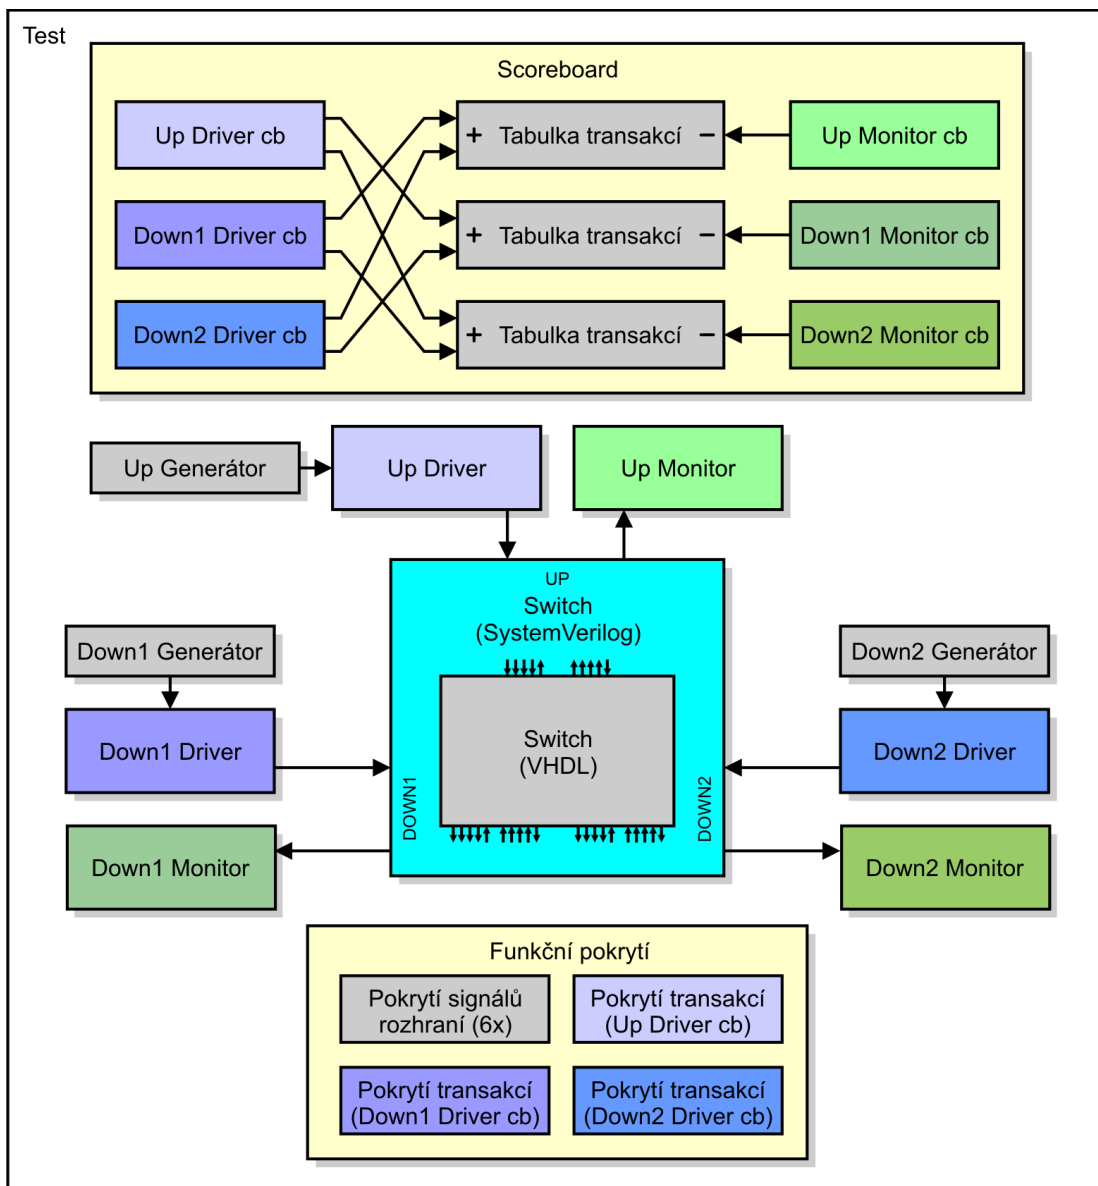 Test
Scoreboard
Up Driver cb
+ Tabulka transakcí −
Up Monitor cb
Down1 Driver cb
+ Tabulka transakcí −
Down1 Monitor cb
Down2 Driver cb
+ Tabulka transakcí −
Down2 Monitor cb
Up Generátor
Up Driver
Up Monitor
UP
Switch
(SystemVerilog)
Down1 Generátor
Down2 Generátor
Down1 Driver
Switch
(VHDL)
Down2 Driver
DOWN1
DOWN2
Down1 Monitor
Down2 Monitor
Funkční pokrytí
Pokrytí signálů
rozhraní (6x)
Pokrytí transakcí
(Up Driver cb)
Pokrytí transakcí
(Down1 Driver cb)
Pokrytí transakcí
(Down2 Driver cb)